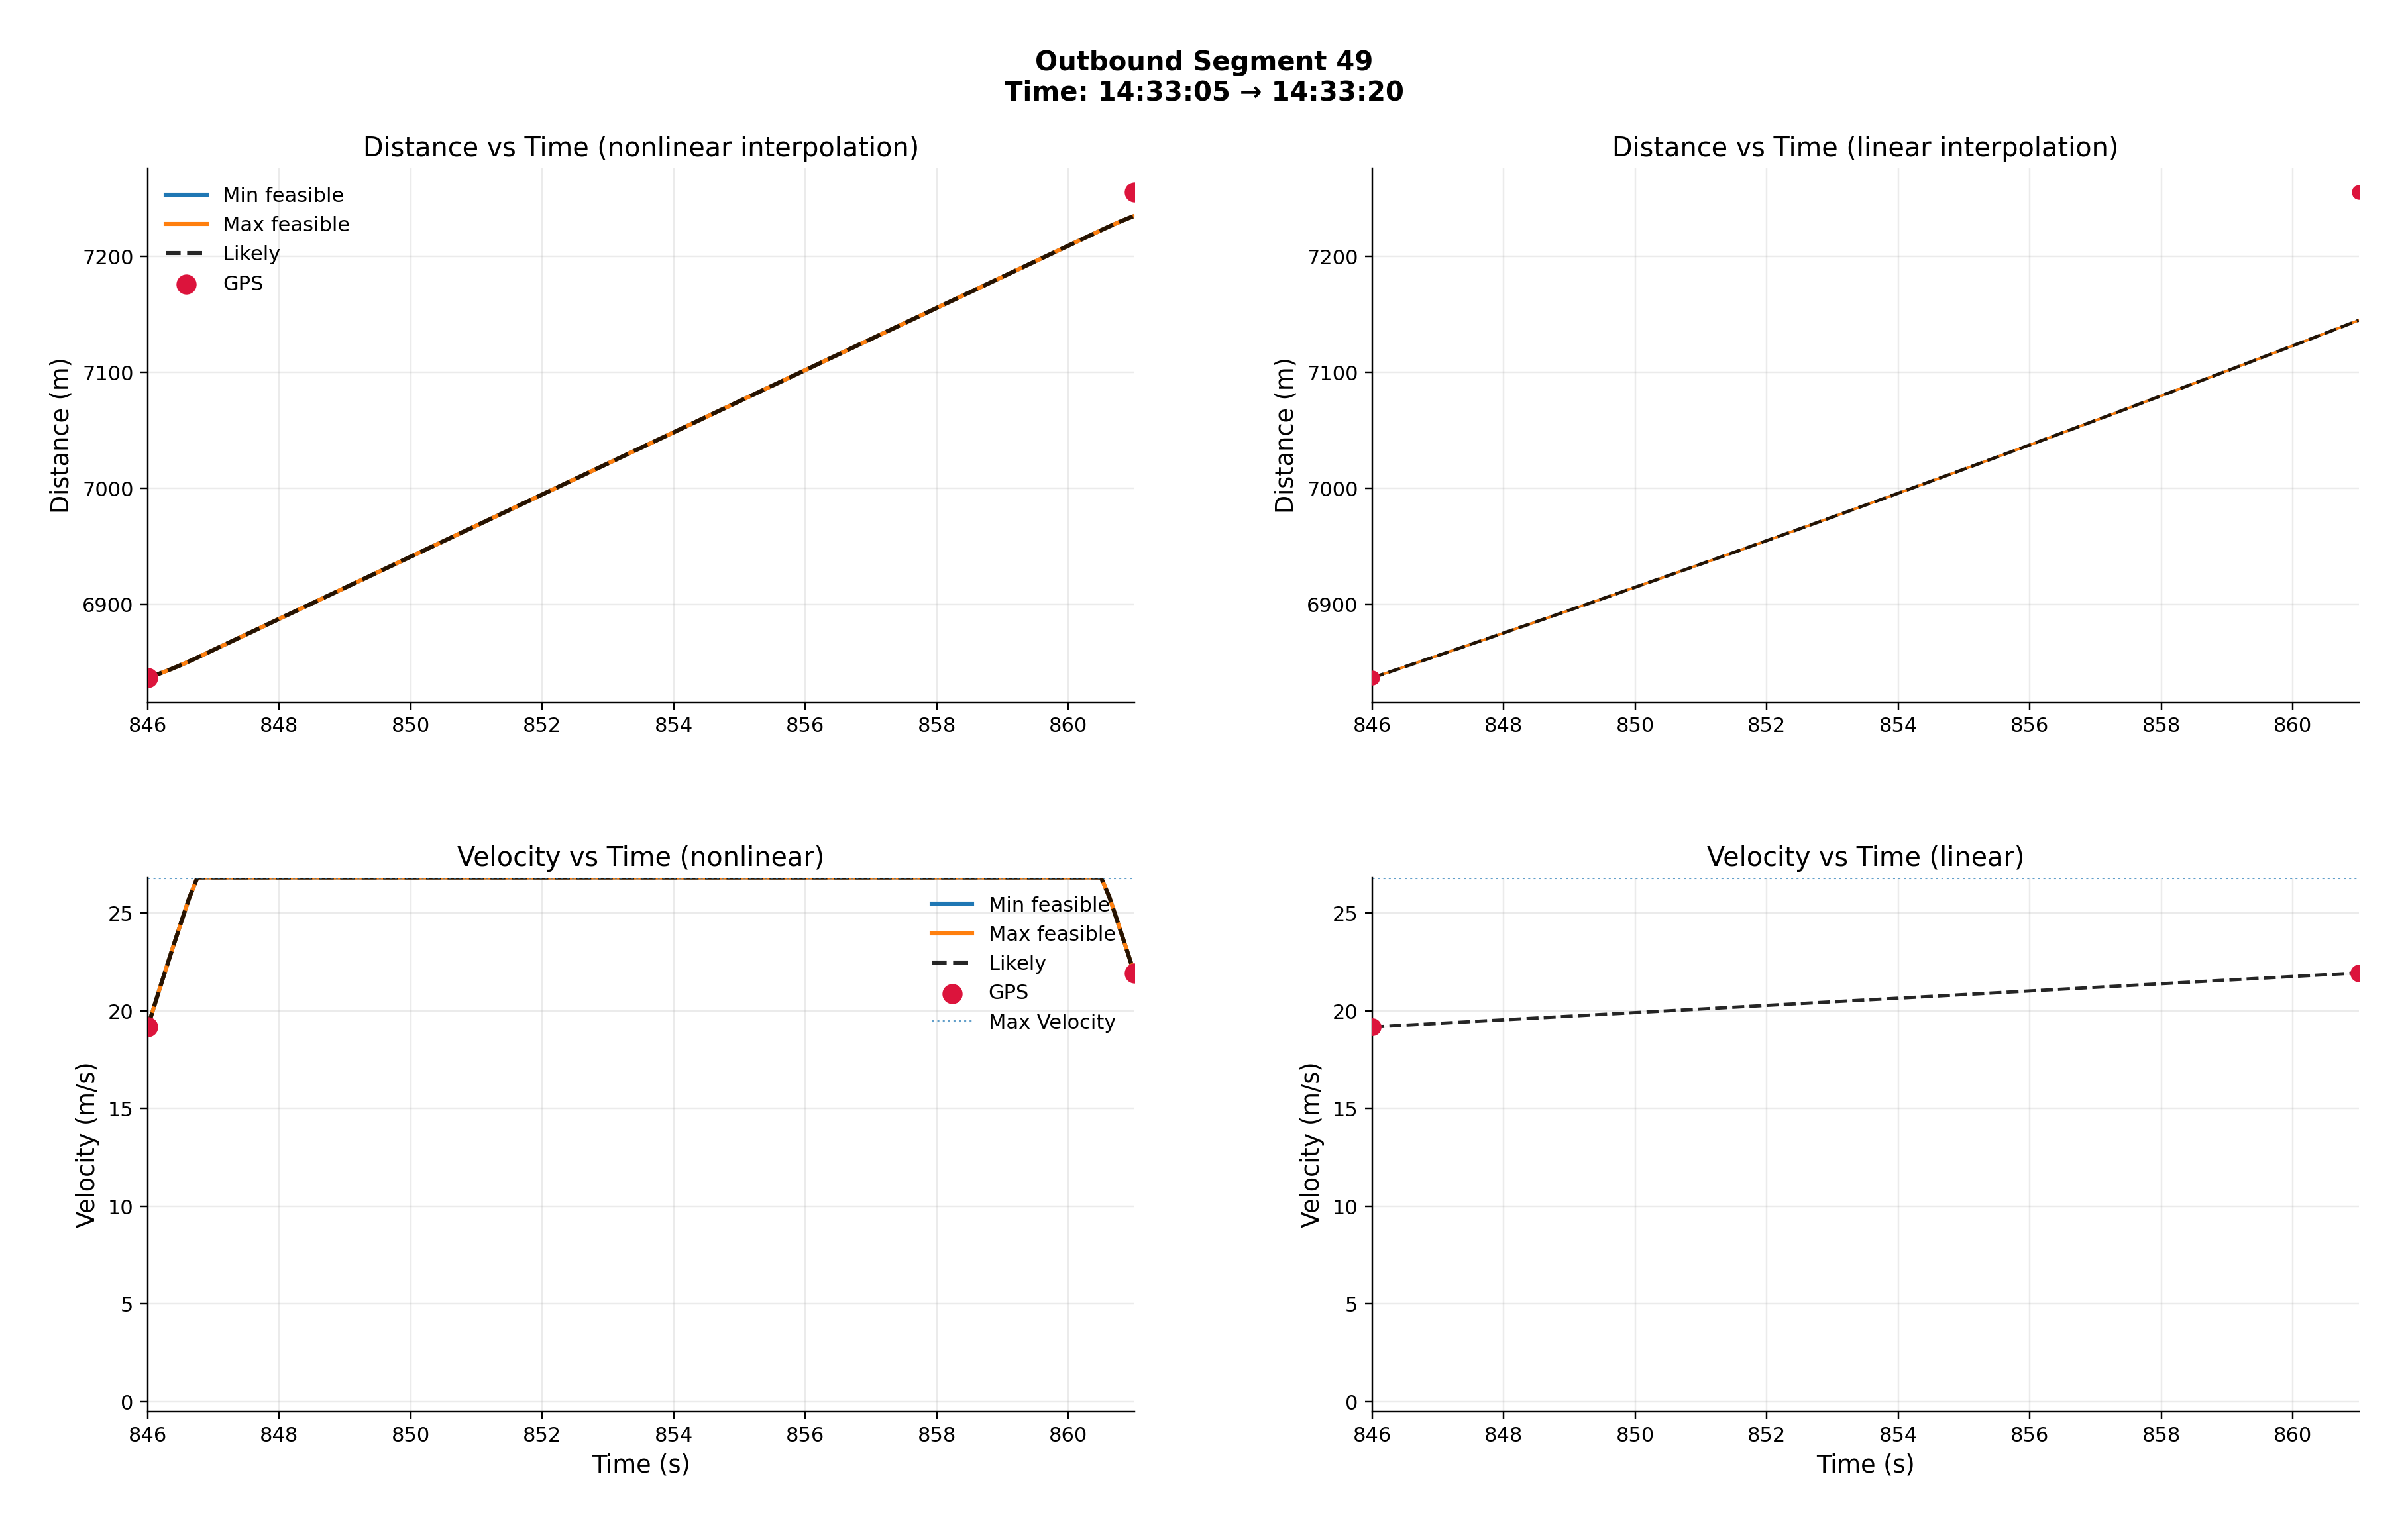 Outbound Segment 49
Time: 14:33:05 → 14:33:20
Distance vs Time (nonlinear interpolation)
Distance (m)
7200
7100
7000
6900
Min feasible
Max feasible
Likely
GPS
846 848 850 852 854 856 858 860
Distance vs Time (linear interpolation)
Distance (m)
7200
7100
7000
6900
846 848 850 852 854 856 858 860
Velocity vs Time (nonlinear)
Velocity (m/s)
25
20
15
10
5
0
Min feasible
Max feasible
Likely
GPS
Max Velocity
846 848 850 852 854 856 858 860
Time (s)
Velocity vs Time (linear)
Velocity (m/s)
25
20
15
10
5
0
846 848 850 852 854 856 858 860
Time (s)